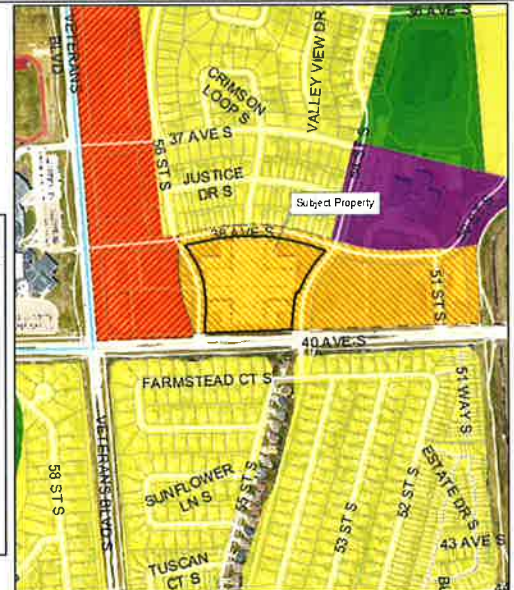 36 AVE S
VETERANS
BLVD
VALLEY VIEW DR
CRIMSON
LOOP S
37 AVE S
56 ST S
JUSTICE
DR S
Subject Property
38 AVE S
51 ST S
40 AVE S
FARMSTEAD CT S
51 WAY S
VETERANS BLVD S
58 ST S
SUNFLOWER
LN S
ESTATE DR S
52 ST S
53 ST S
43 AVE S
TUSCAN
CT S